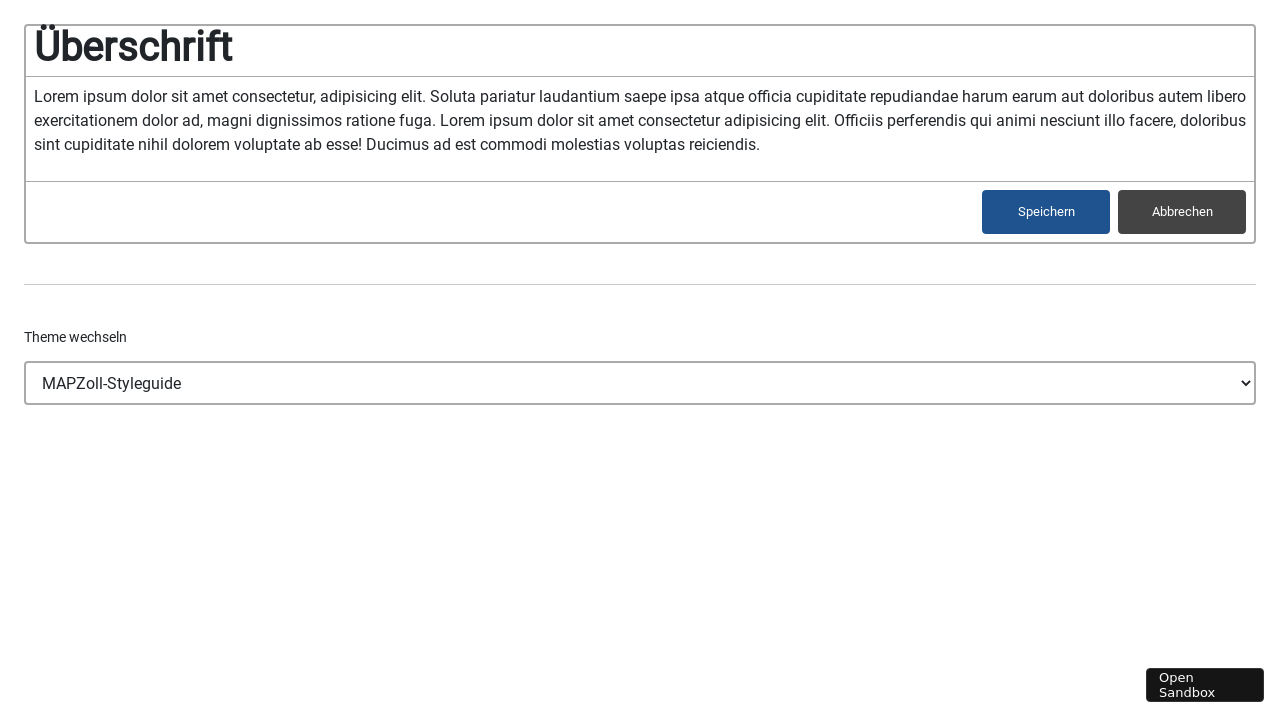 Überschrift
Lorem ipsum dolor sit amet consectetur, adipisicing elit. Soluta pariatur laudantium saepe ipsa atque officia cupiditate repudiandae harum earum aut doloribus autem libero
exercitationem dolor ad, magni dignissimos ratione fuga. Lorem ipsum dolor sit amet consectetur adipisicing elit. Officiis perferendis qui animi nesciunt illo facere, doloribus
sint cupiditate nihil dolorem voluptate ab esse! Ducimus ad est commodi molestias voluptas reiciendis.
Speichern Abbrechen
Theme wechseln
MAPZoll-Styleguide
Open
Sandbox